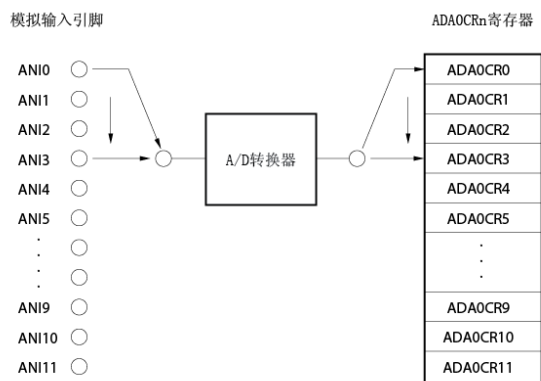 模拟输入引脚
ANI0
ANI1
ANI2
ANI3
ANI4
ANI5
ANI9
ANI10
ANI11
A/D转换器
ADA0CRn寄存器
ADA0CR0
ADA0CR1
ADA0CR2
ADA0CR3
ADA0CR4
ADA0CR5
ADA0CR9
ADA0CR10
ADA0CR11